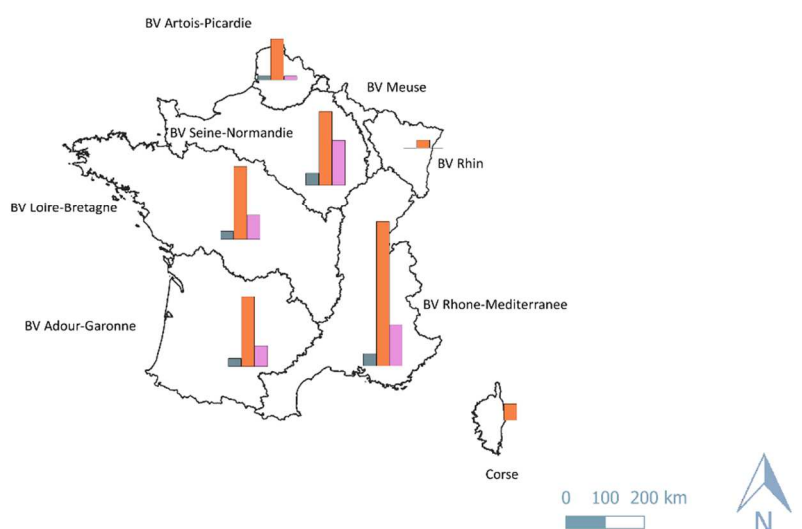 BV Artois-Picardie
BV Meuse
BV Seine-Normandie
BV Rhin
BV Loire-Bretagne
BV Rhone-Mediterranee
BV Adour-Garonne
Corse
0 100 200 km
N